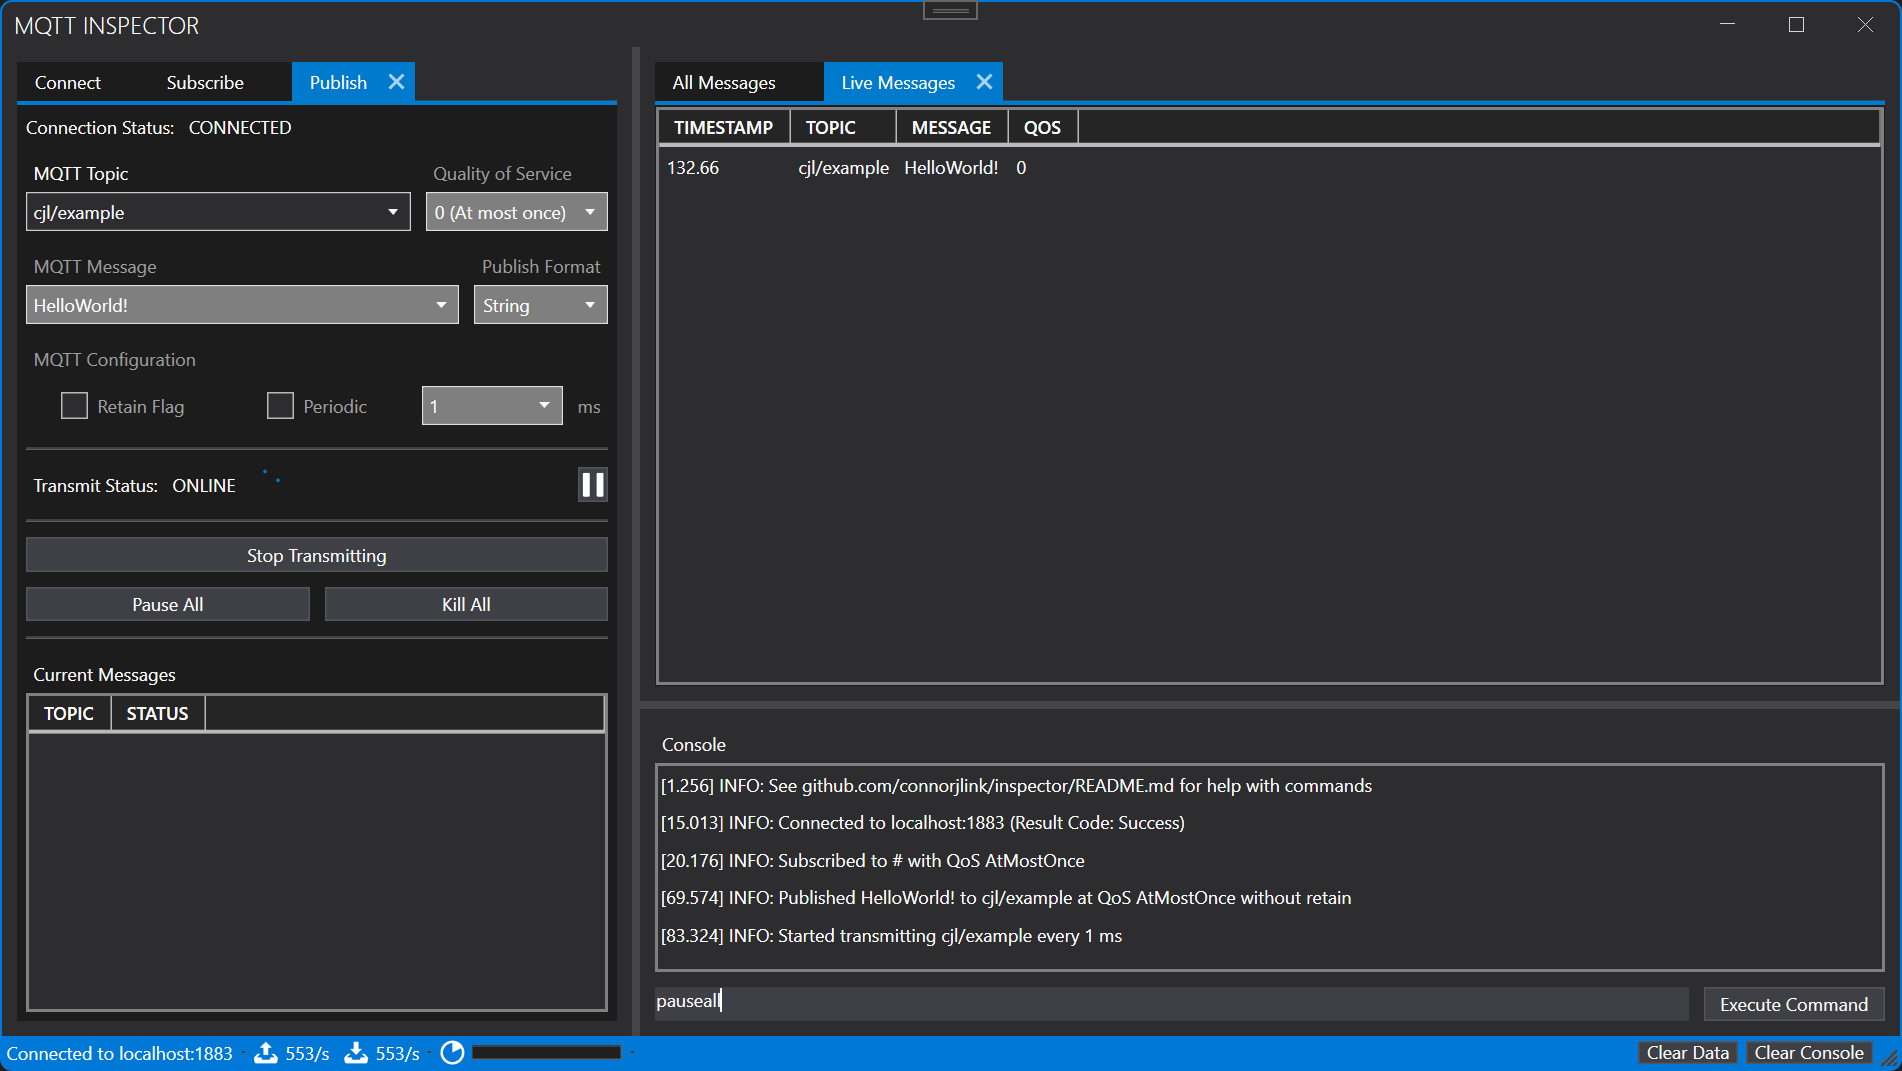 MQTT INSPECTOR
Connect Subscribe Publish
Connection Status: CONNECTED
MQTT Topic Quality of Service
cjl/example 0 (At most once)
MQTT Message Publish Format
HelloWorld! String
MQTT Configuration
Retain Flag Periodic 1 ms
Transmit Status: ONLINE
Stop Transmitting
Pause All Kill All
Current Messages
TOPIC STATUS
All Messages Live Messages
TIMESTAMP TOPIC MESSAGE QOS
132.66 cjl/example HelloWorld! 0
Console
[1.256] INFO: See github.com/connorjlink/inspector/README.md for help with commands
[15.013] INFO: Connected to localhost:1883 (Result Code: Success)
[20.176] INFO: Subscribed to # with QoS AtMostOnce
[69.574] INFO: Published HelloWorld! to cjl/example at QoS AtMostOnce without retain
[83.324] INFO: Started transmitting cjl/example every 1 ms
pauseall Execute Command
Connected to localhost:1883 553/s 553/s Clear Data Clear Console